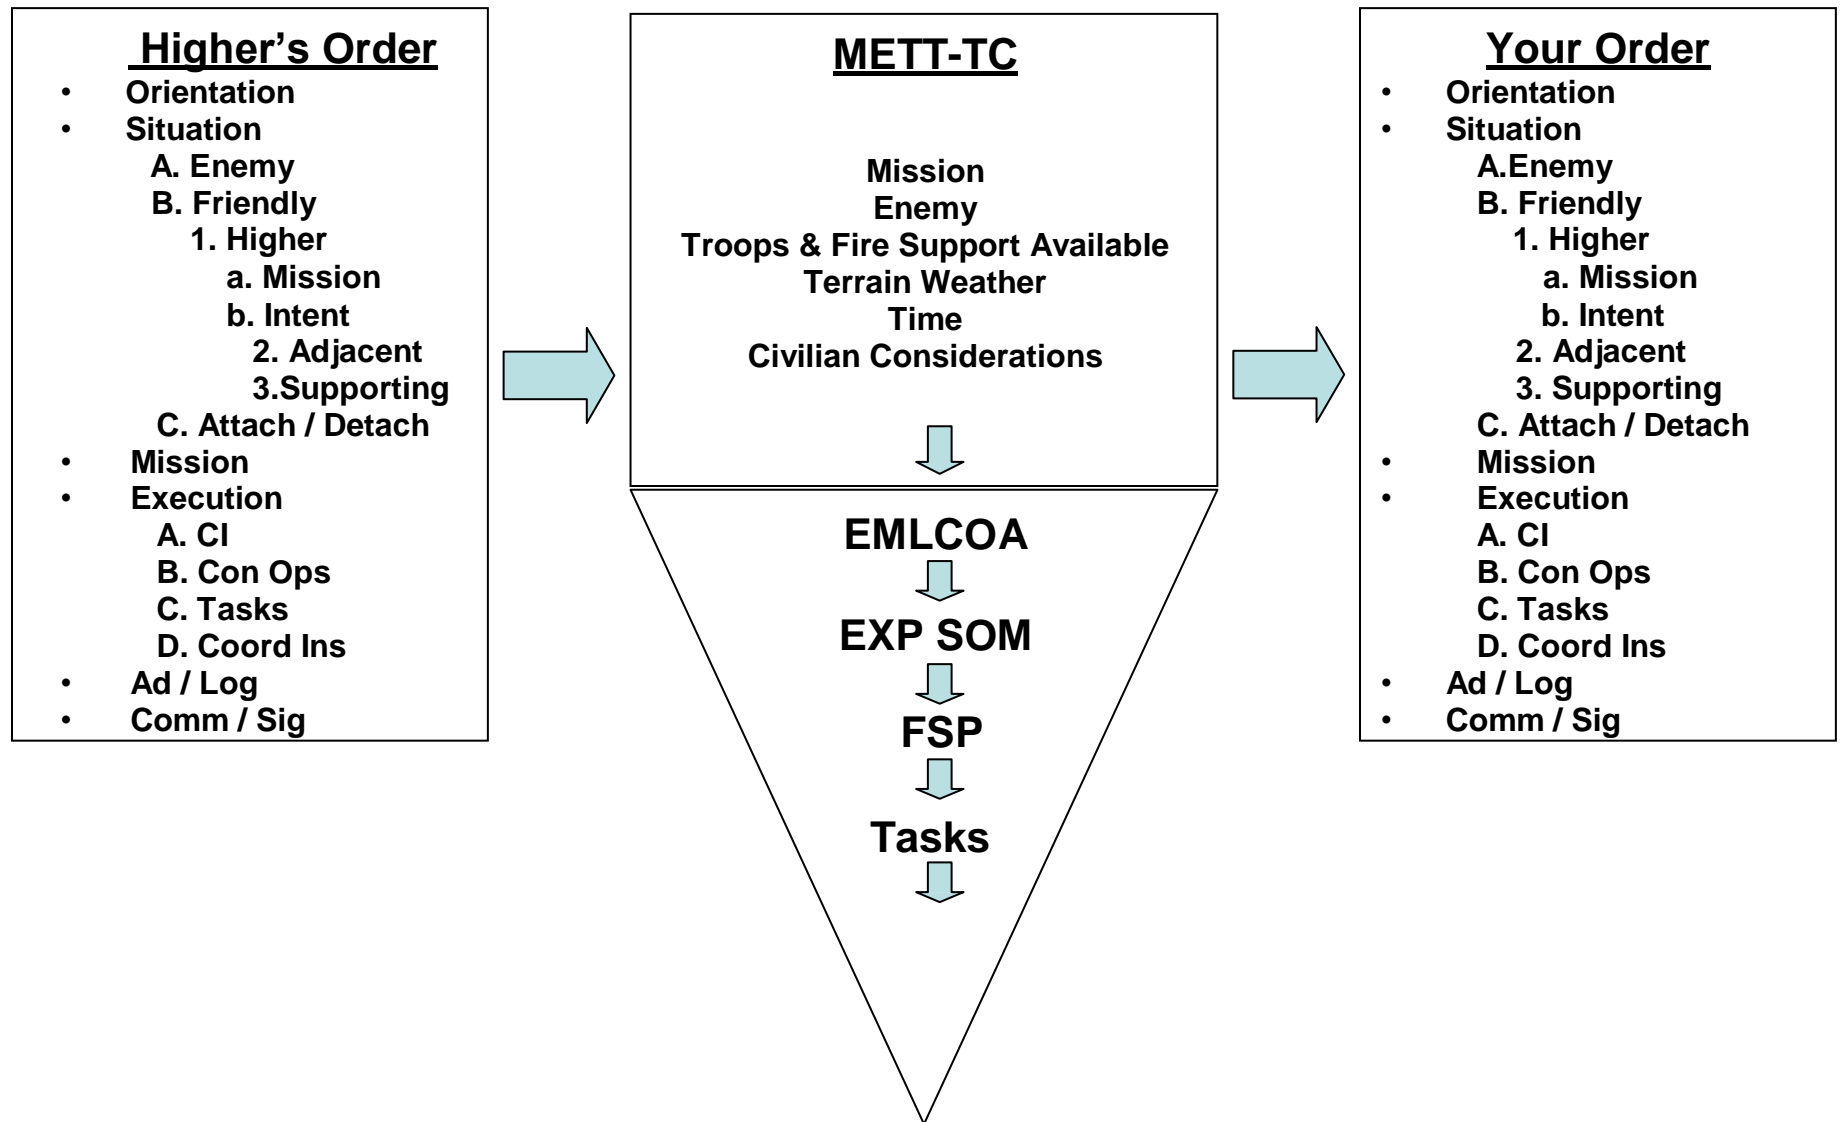 Higher’s Order
• Orientation
• Situation
A. Enemy
B. Friendly
1. Higher
a. Mission
b. Intent
2. Adjacent
3.Supporting
C. Attach / Detach
• Mission
• Execution
A. CI
B. Con Ops
C. Tasks
D. Coord Ins
• Ad / Log
• Comm / Sig
METT-TC
Mission
Enemy
Troops & Fire Support Available
Terrain Weather
Time
Civilian Considerations
EMLCOA
EXP SOM
FSP
Tasks
Your Order
• Orientation
• Situation
A.Enemy
B. Friendly
1. Higher
a. Mission
b. Intent
2. Adjacent
3. Supporting
C. Attach / Detach
• Mission
• Execution
A. CI
B. Con Ops
C. Tasks
D. Coord Ins
• Ad / Log
• Comm / Sig